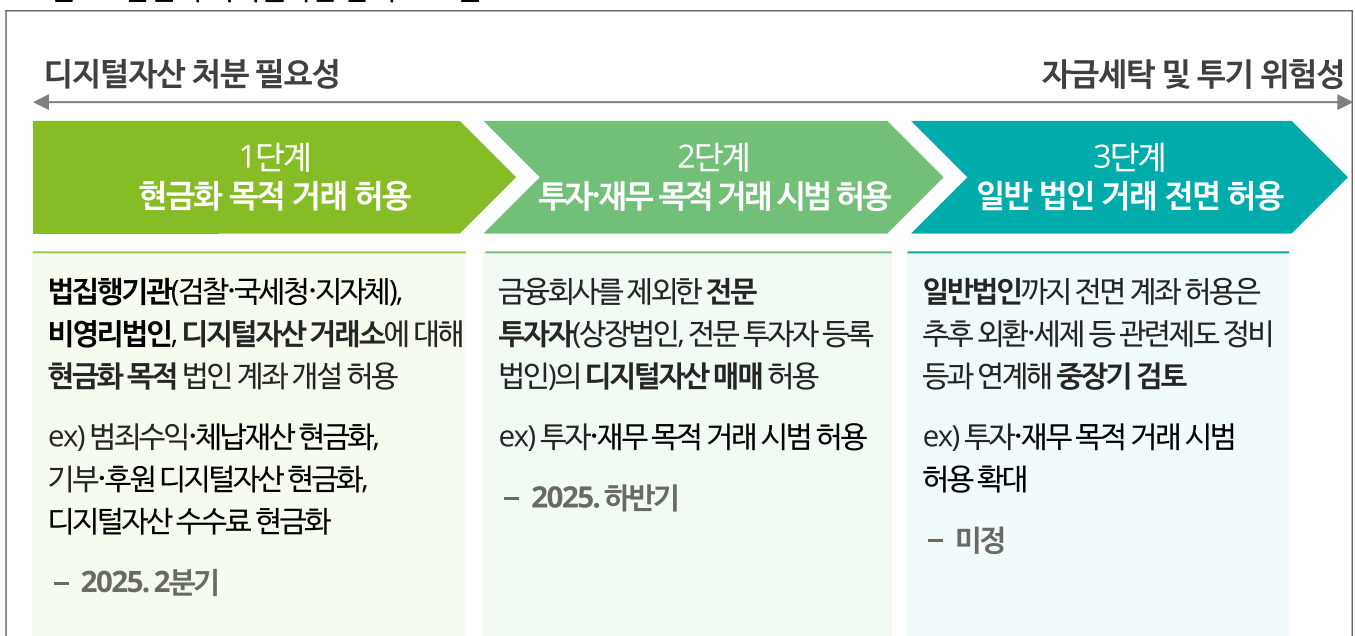 디지털자산 처분 필요성
자금세탁 및 투기 위험성
1단계
현금화 목적 거래 허용
2단계
투자·재무 목적 거래 시범 허용
3단계
일반 법인 거래 전면 허용
법집행기관(검찰·국세청·지자체),
비영리법인, 디지털자산 거래소에 대해
현금화 목적 법인 계좌 개설 허용
ex) 범죄수익·체납재산 현금화,
기부·후원 디지털자산 현금화,
디지털자산 수수료 현금화
– 2025. 2분기
금융회사를 제외한 전문
투자자(상장법인, 전문 투자자 등록
법인)의 디지털자산 매매 허용
ex) 투자·재무 목적 거래 시범 허용
– 2025. 하반기
일반법인까지 전면 계좌 허용은
추후 외환·세제 등 관련제도 정비
등과 연계해 중장기 검토
ex) 투자·재무 목적 거래 시범
허용 확대
– 미정